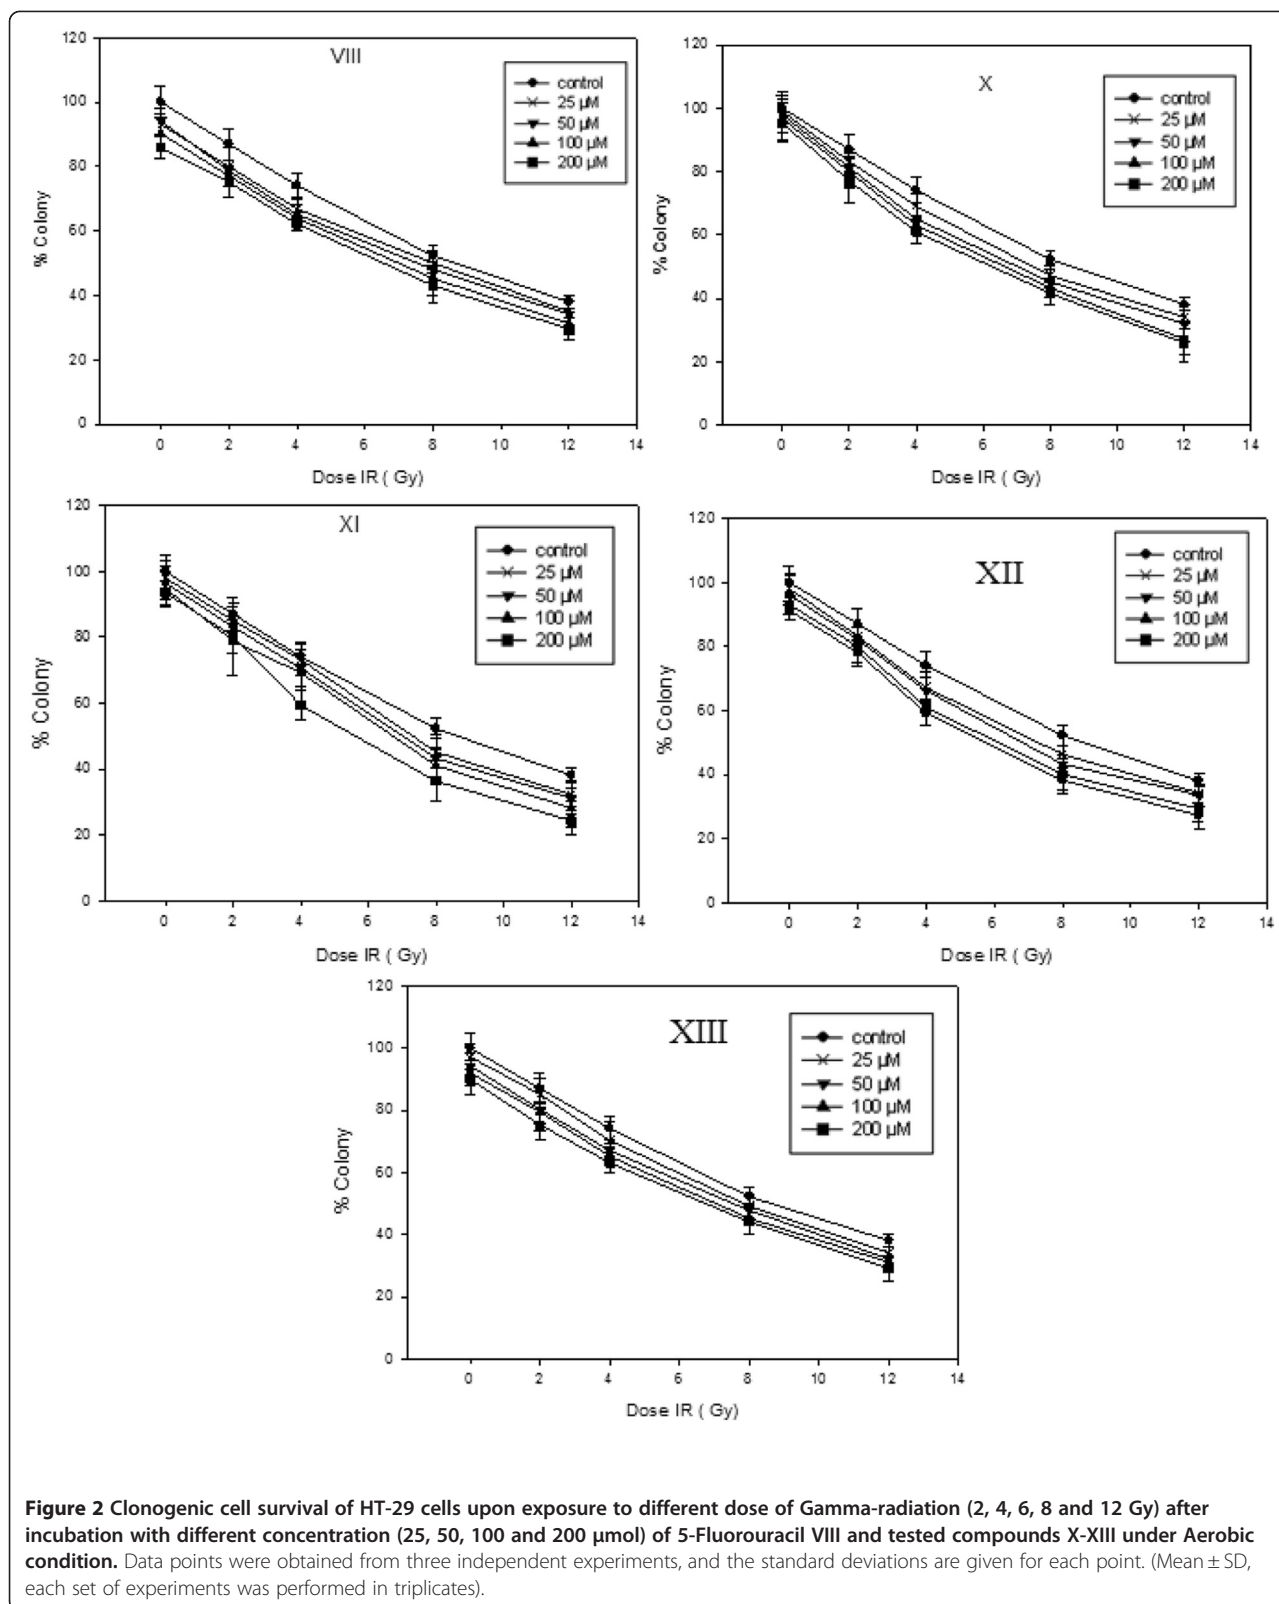 120
100
80
60
40
20
0
% Colony
VIII
control
25 µM
50 µM
100 µM
200 µM
0 2 4 6 8 10 12 14
Dose IR ( Gy)
120
100
80
60
40
20
0
% Colony
X
control
25 µM
50 µM
100 µM
200 µM
0 2 4 6 8 10 12 14
Dose IR ( Gy)
120
100
80
60
40
20
0
% Colony
XI
control
25 µM
50 µM
100 µM
200 µM
0 2 4 6 8 10 12 14
Dose IR ( Gy)
120
100
80
60
40
20
0
% Colony
XII
control
25 µM
50 µM
100 µM
200 µM
0 2 4 6 8 10 12 14
Dose IR ( Gy)
120
100
80
60
40
20
0
% Colony
XIII
control
25 µM
50 µM
100 µM
200 µM
0 2 4 6 8 10 12 14
Dose IR ( Gy)
Figure 2 Clonogenic cell survival of HT-29 cells upon exposure to different dose of Gamma-radiation (2, 4, 6, 8 and 12 Gy) after
incubation with different concentration (25, 50, 100 and 200 µmol) of 5-Fluorouracil VIII and tested compounds X-XIII under Aerobic
condition. Data points were obtained from three independent experiments, and the standard deviations are given for each point. (Mean ± SD,
each set of experiments was performed in triplicates).